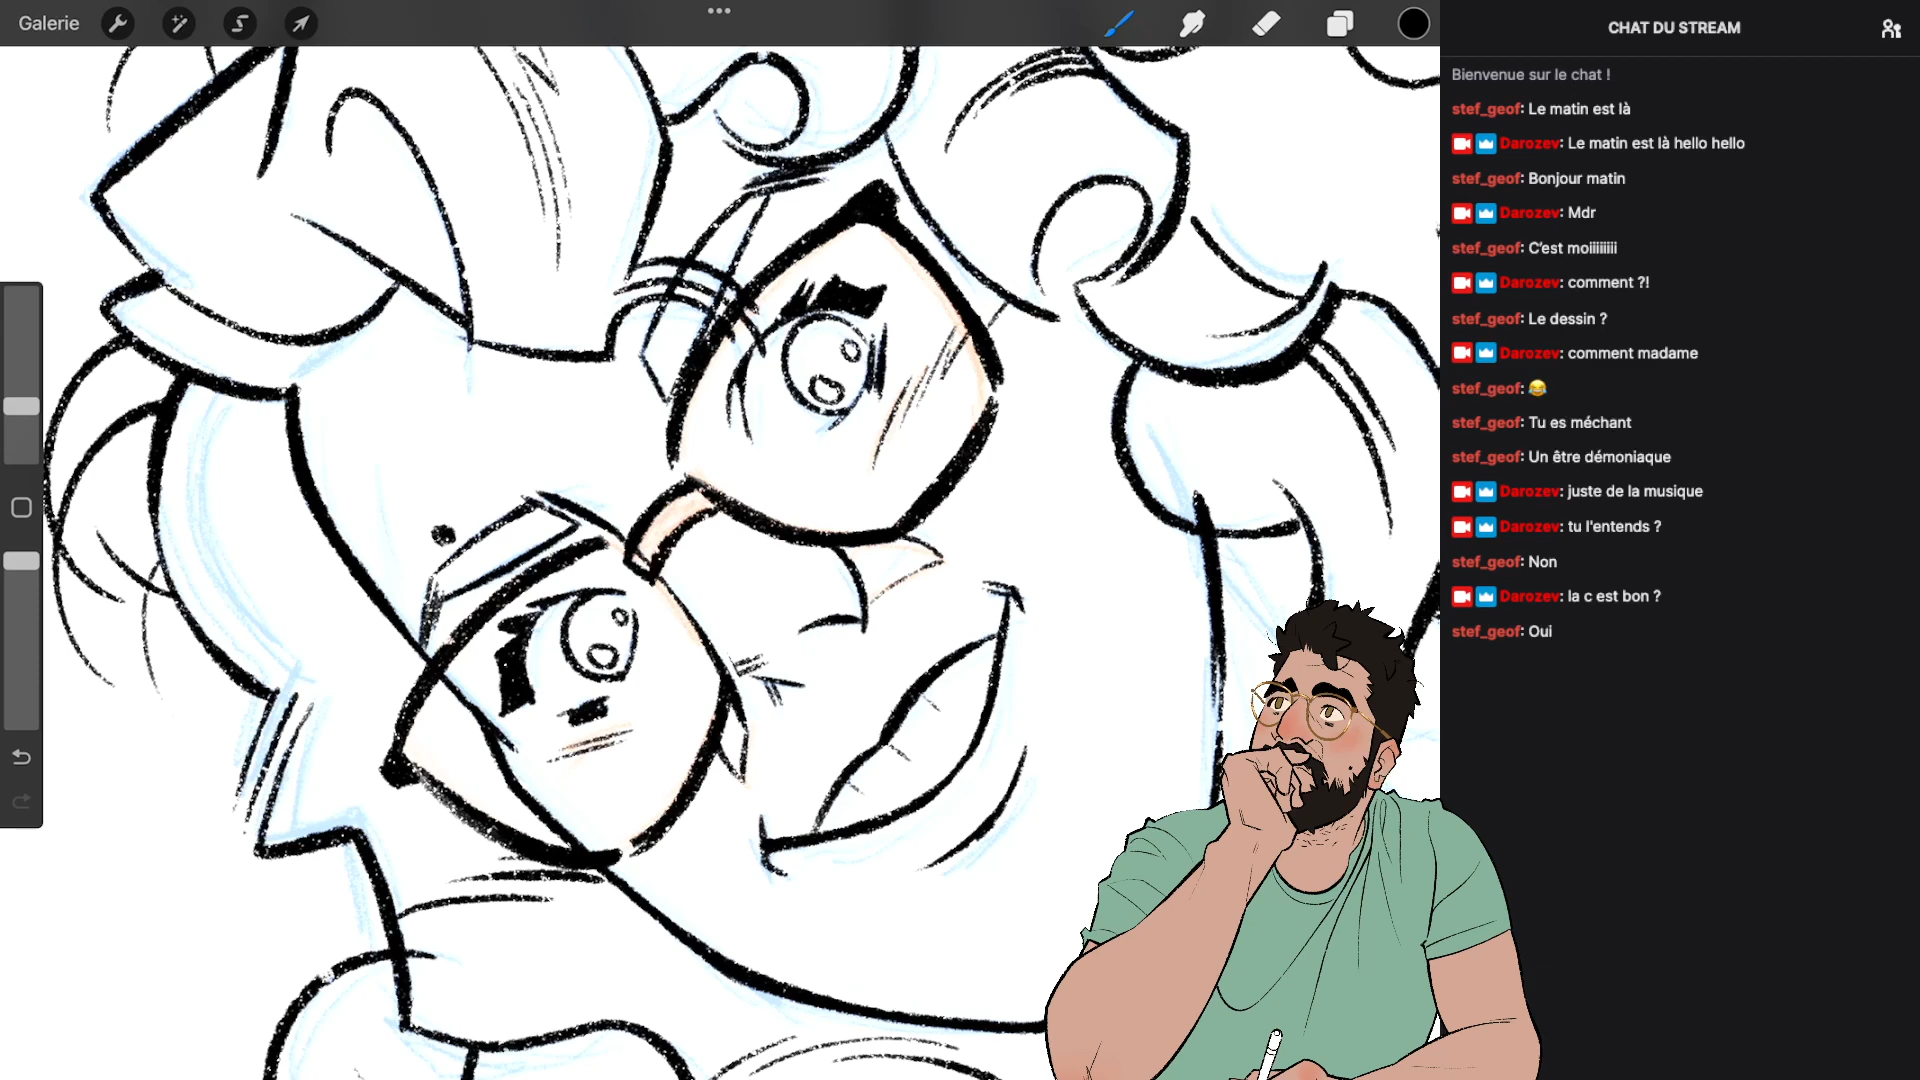 Galerie
CHAT DU STREAM
Bienvenue sur le chat !
stef_geof: Le matin est là
Darozev: Le matin est là hello hello
stef_geof: Bonjour matin
Darozev: Mdr
stef_geof: C'est moiiiiiiiii
Darozev: comment ?!
stef_geof: Le dessin ?
Darozev: comment madame
stef_geof: 😂
stef_geof: Tu es méchant
stef_geof: Un être démoniaque
Darozev: juste de la musique
Darozev: tu l'entends ?
stef_geof: Non
Darozev: la c est bon ?
stef_geof: Oui